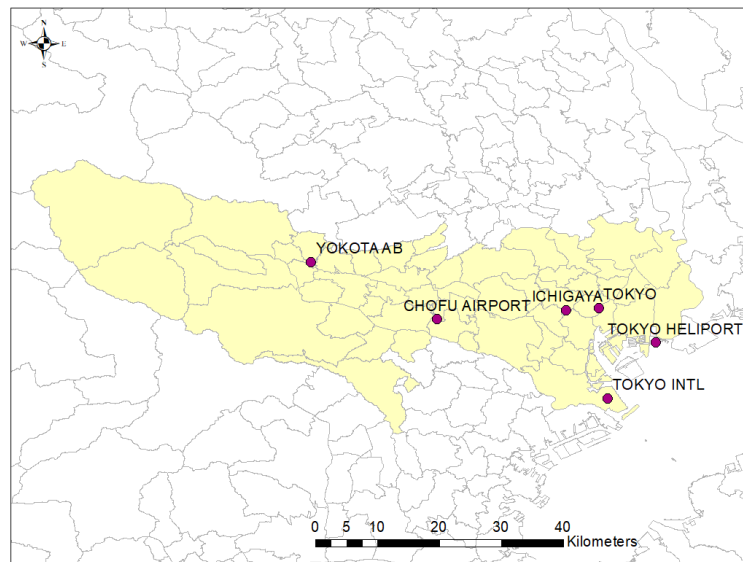 N
W E
S
YOKOTA AB
ICHIGAYA TOKYO
CHOFU AIRPORT
TOKYO HELIPORT
TOKYO INTL
0 5 10 20 30 40
Kilometers